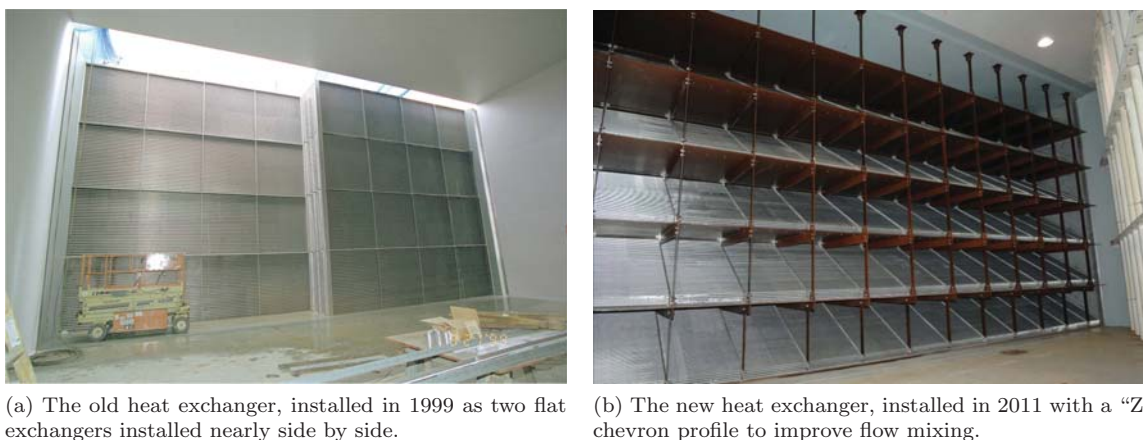 (a) The old heat exchanger, installed in 1999 as two flat
exchangers installed nearly side by side.
(b) The new heat exchanger, installed in 2011 with a “Z
chevron profile to improve flow mixing.